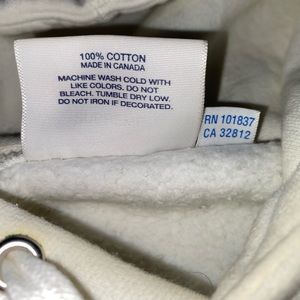 100% COTTON
MADE IN CANADA
MACHINE WASH COLD WITH
LIKE COLORS. DO NOT
BLEACH. TUMBLE DRY LOW.
DO NOT IRON IF DECORATED.
RN 101837
CA 32812